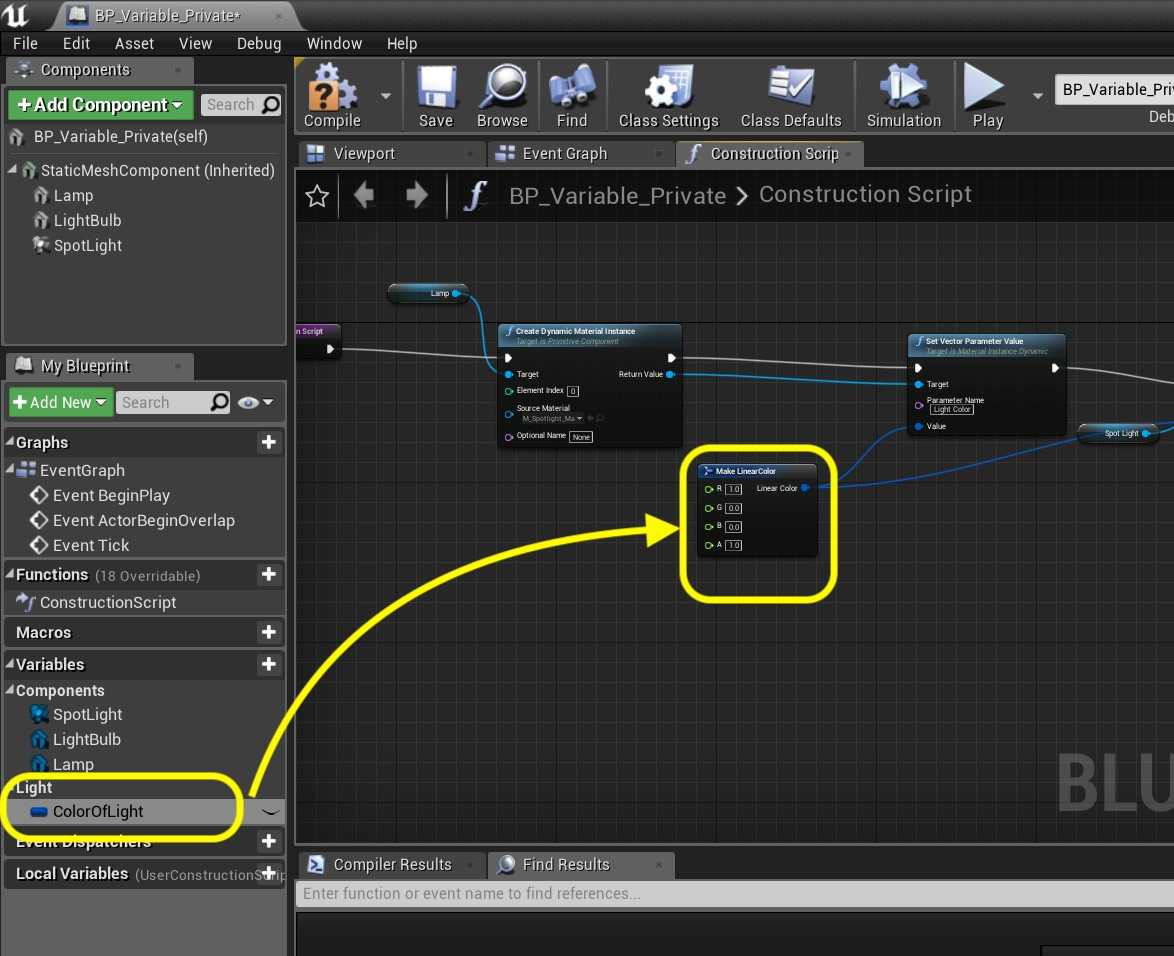 BP_Variable_Private*
File Edit Asset View Debug Window Help
Components
Add Component
Search
BP_Variable_Private(self)
StaticMeshComponent (Inherited)
Lamp
LightBulb
SpotLight
My Blueprint
Add New
Search
Graphs
EventGraph
Event BeginPlay
Event ActorBeginOverlap
Event Tick
Functions (18 Overridable)
ConstructionScript
Macros
Variables
Components
SpotLight
LightBulb
Lamp
Light
ColorOfLight
Event Dispatchers
Local Variables (UserConstructionScrip
Compile Save Browse Find Class Settings Class Defaults Simulation Play
BP_Variable_Pri
Deb
Viewport Event Graph Construction Scrip
BP_Variable_Private > Construction Script
Lamp
n Script
Create Dynamic Material Instance
Target is Primitive Component
Target Return Value
Element Index 0
Source Material
M_Spotlight_Ma
Optional Name None
Set Vector Parameter Value
Target is Material Instance Dynamic
Target
Parameter Name
Light Color
Value
Spot Light
Make LinearColor
R 1.0 Linear Color
G 0.0
B 0.0
A 1.0
BLU
Compiler Results Find Results
Enter function or event name to find references...